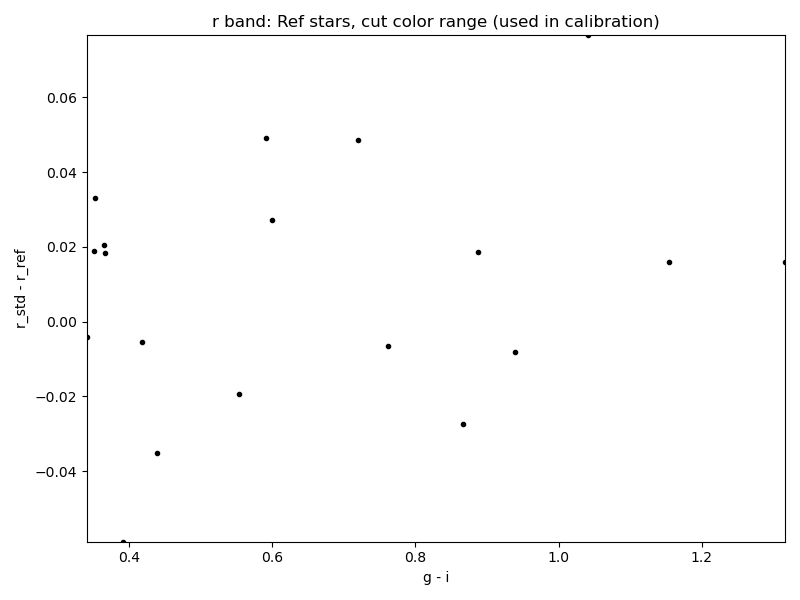 r band: Ref stars, cut color range (used in calibration)
0.06
0.04
0.02
0.00
−0.02
−0.04
r_std - r_ref
0.4 0.6 0.8 1.0 1.2
g - i